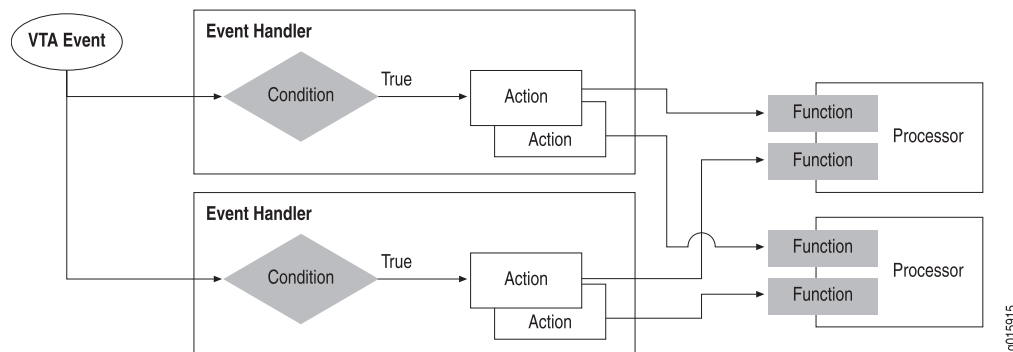 VTA Event
Event Handler
Condition
True
Action
Action
Function
Function
Processor
Event Handler
Condition
True
Action
Action
Function
Function
Processor
g015915